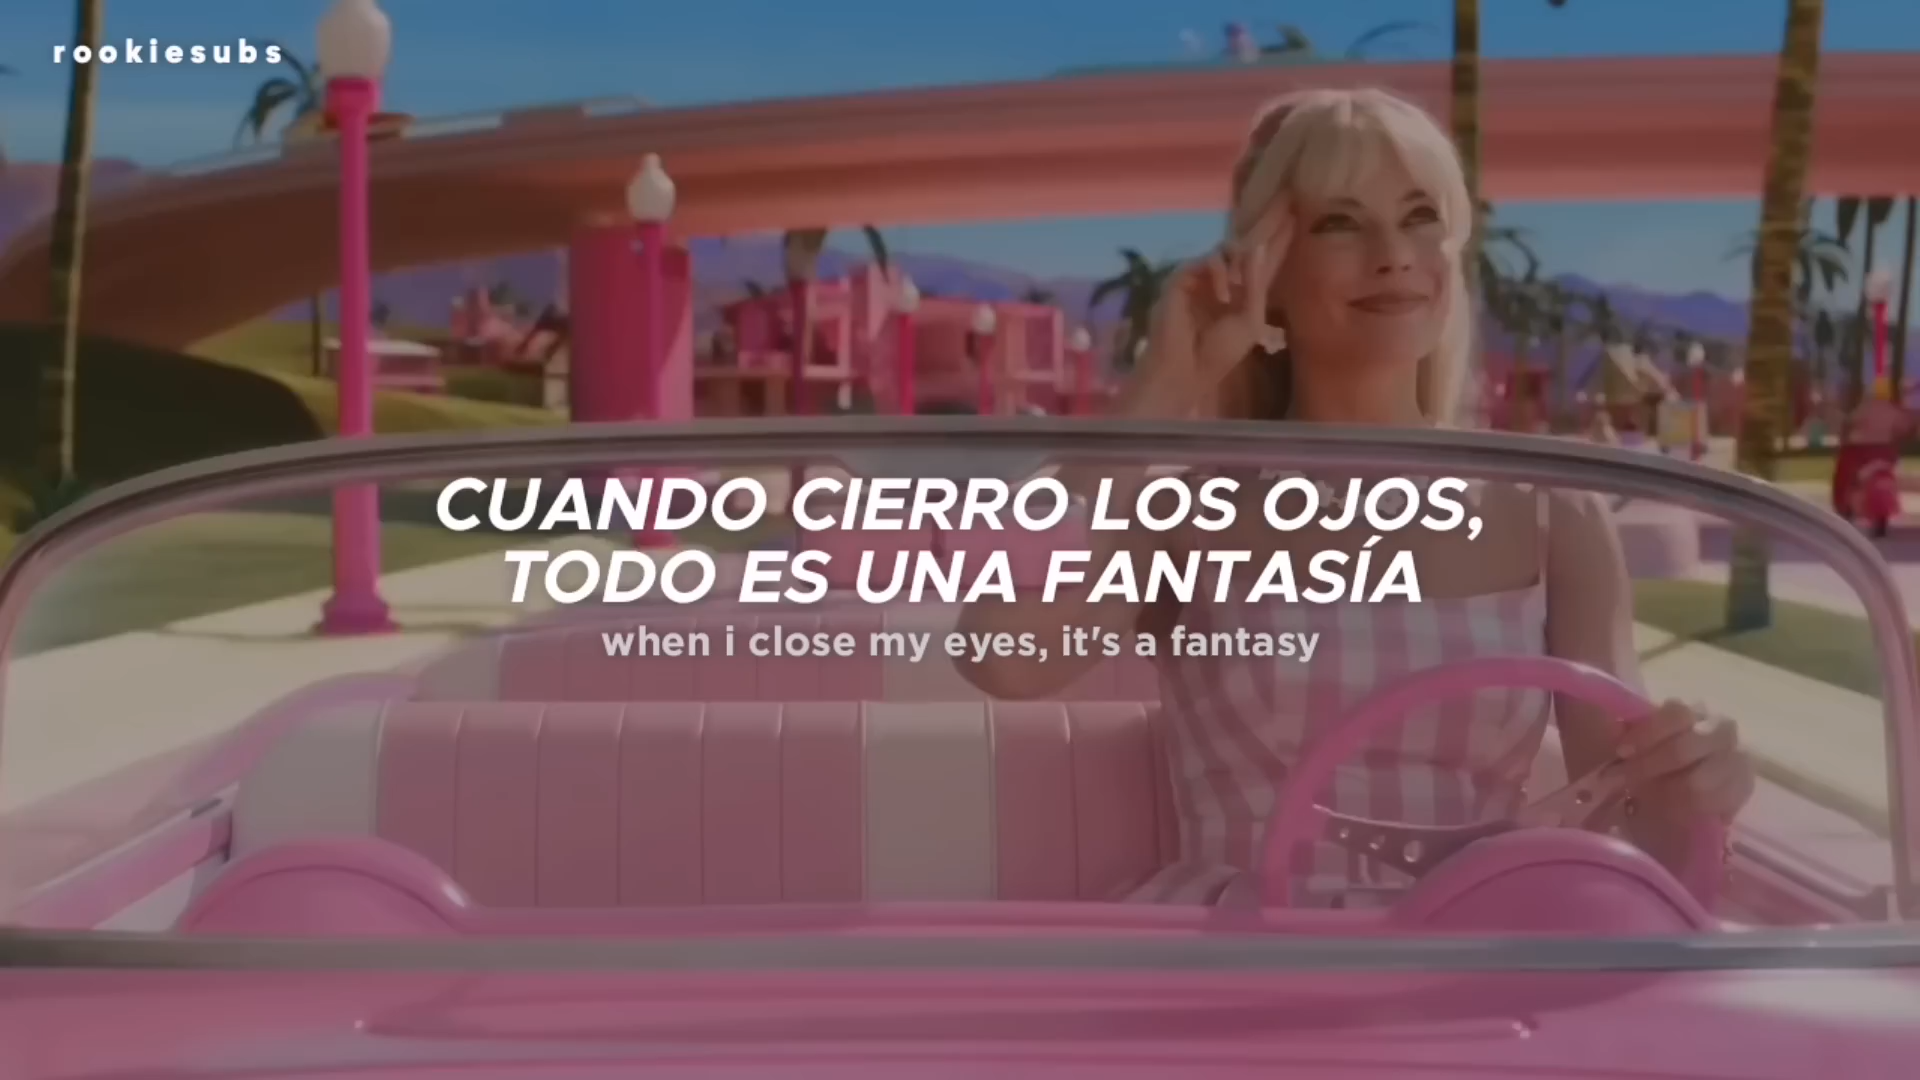 rookiesubs
CUANDO CIERRO LOS OJOS,
TODO ES UNA FANTASÍA
when i close my eyes, it's a fantasy